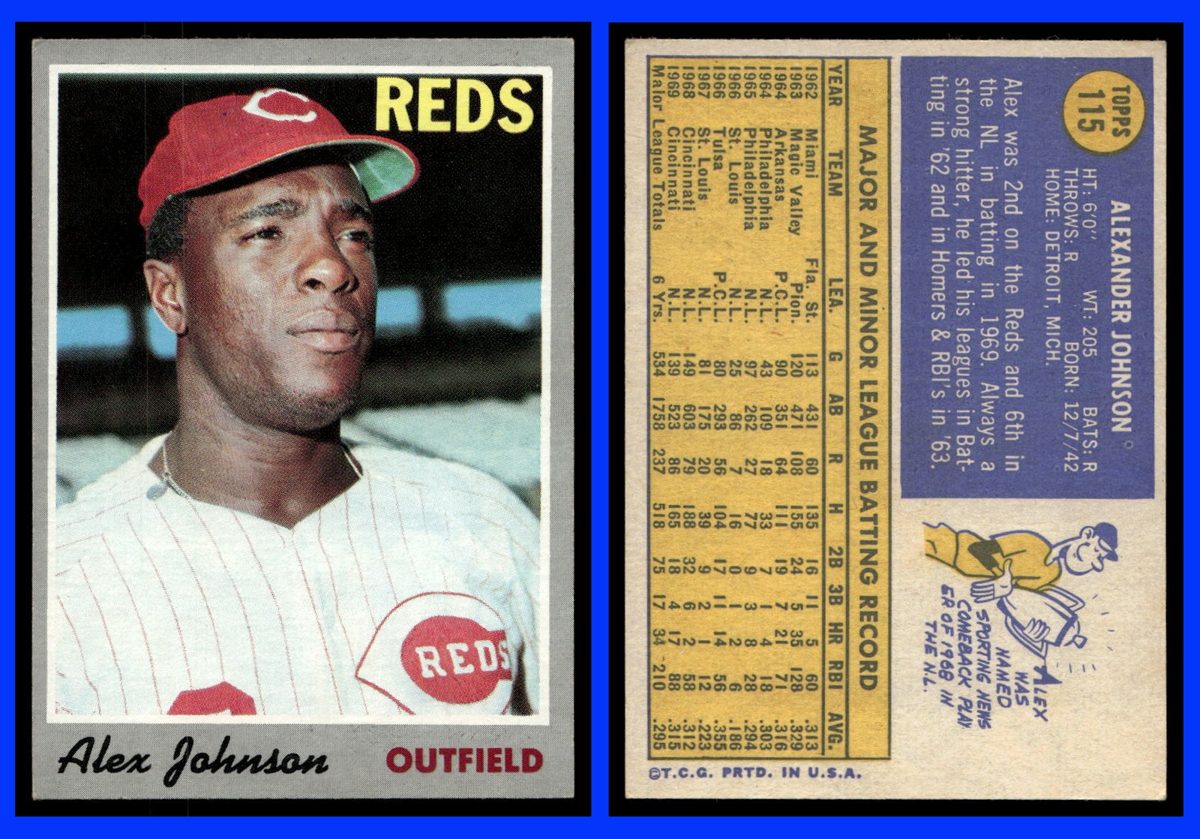 REDS
C
REDS
Alex Johnson OUTFIELD
TOPPS
115
ALEXANDER JOHNSON
HT: 6'0" WT: 205 BATS: R
THROWS: R BORN: 12/7/42
HOME: DETROIT, MICH.
Alex was 2nd on the Reds and 6th in
the NL in batting in 1969. Always a
strong hitter, he led his leagues in Bat-
ting in '62 and in Homers & RBI's in '63.
ALEX
WAS
NAMED
SPORTING NEWS
COMEBACK PLAY
ER OF 1968 IN
THE N.L.
MAJOR AND MINOR LEAGUE BATTING RECORD
YEAR TEAM LEA. G AB R H 2B 3B HR RBI AVG.
1962 Miami Fla. St. 113 431 60 135 16 11 5 60 .313
1963 Magic Valley Pion. 120 471 108 155 24 5 35 128 .329
1964 Arkansas P.C.L. 90 351 64 111 19 7 21 71 .316
1964 Philadelphia N.L. 43 109 18 33 7 1 4 18 .303
1965 Philadelphia N.L. 97 262 27 77 9 3 8 28 .294
1966 St. Louis N.L. 25 86 7 16 0 1 2 6 .186
1966 Tulsa P.C.L. 80 293 56 104 17 11 14 56 .355
1967 St. Louis N.L. 81 175 20 39 9 2 1 12 .223
1968 Cincinnati N.L. 149 603 79 188 32 6 2 58 .312
1969 Cincinnati N.L. 139 523 86 165 18 4 17 88 .315
Major League Totals 6 Yrs. 534 1758 237 518 75 17 34 210 .295
©T.C.G. PRTD. IN U.S.A.